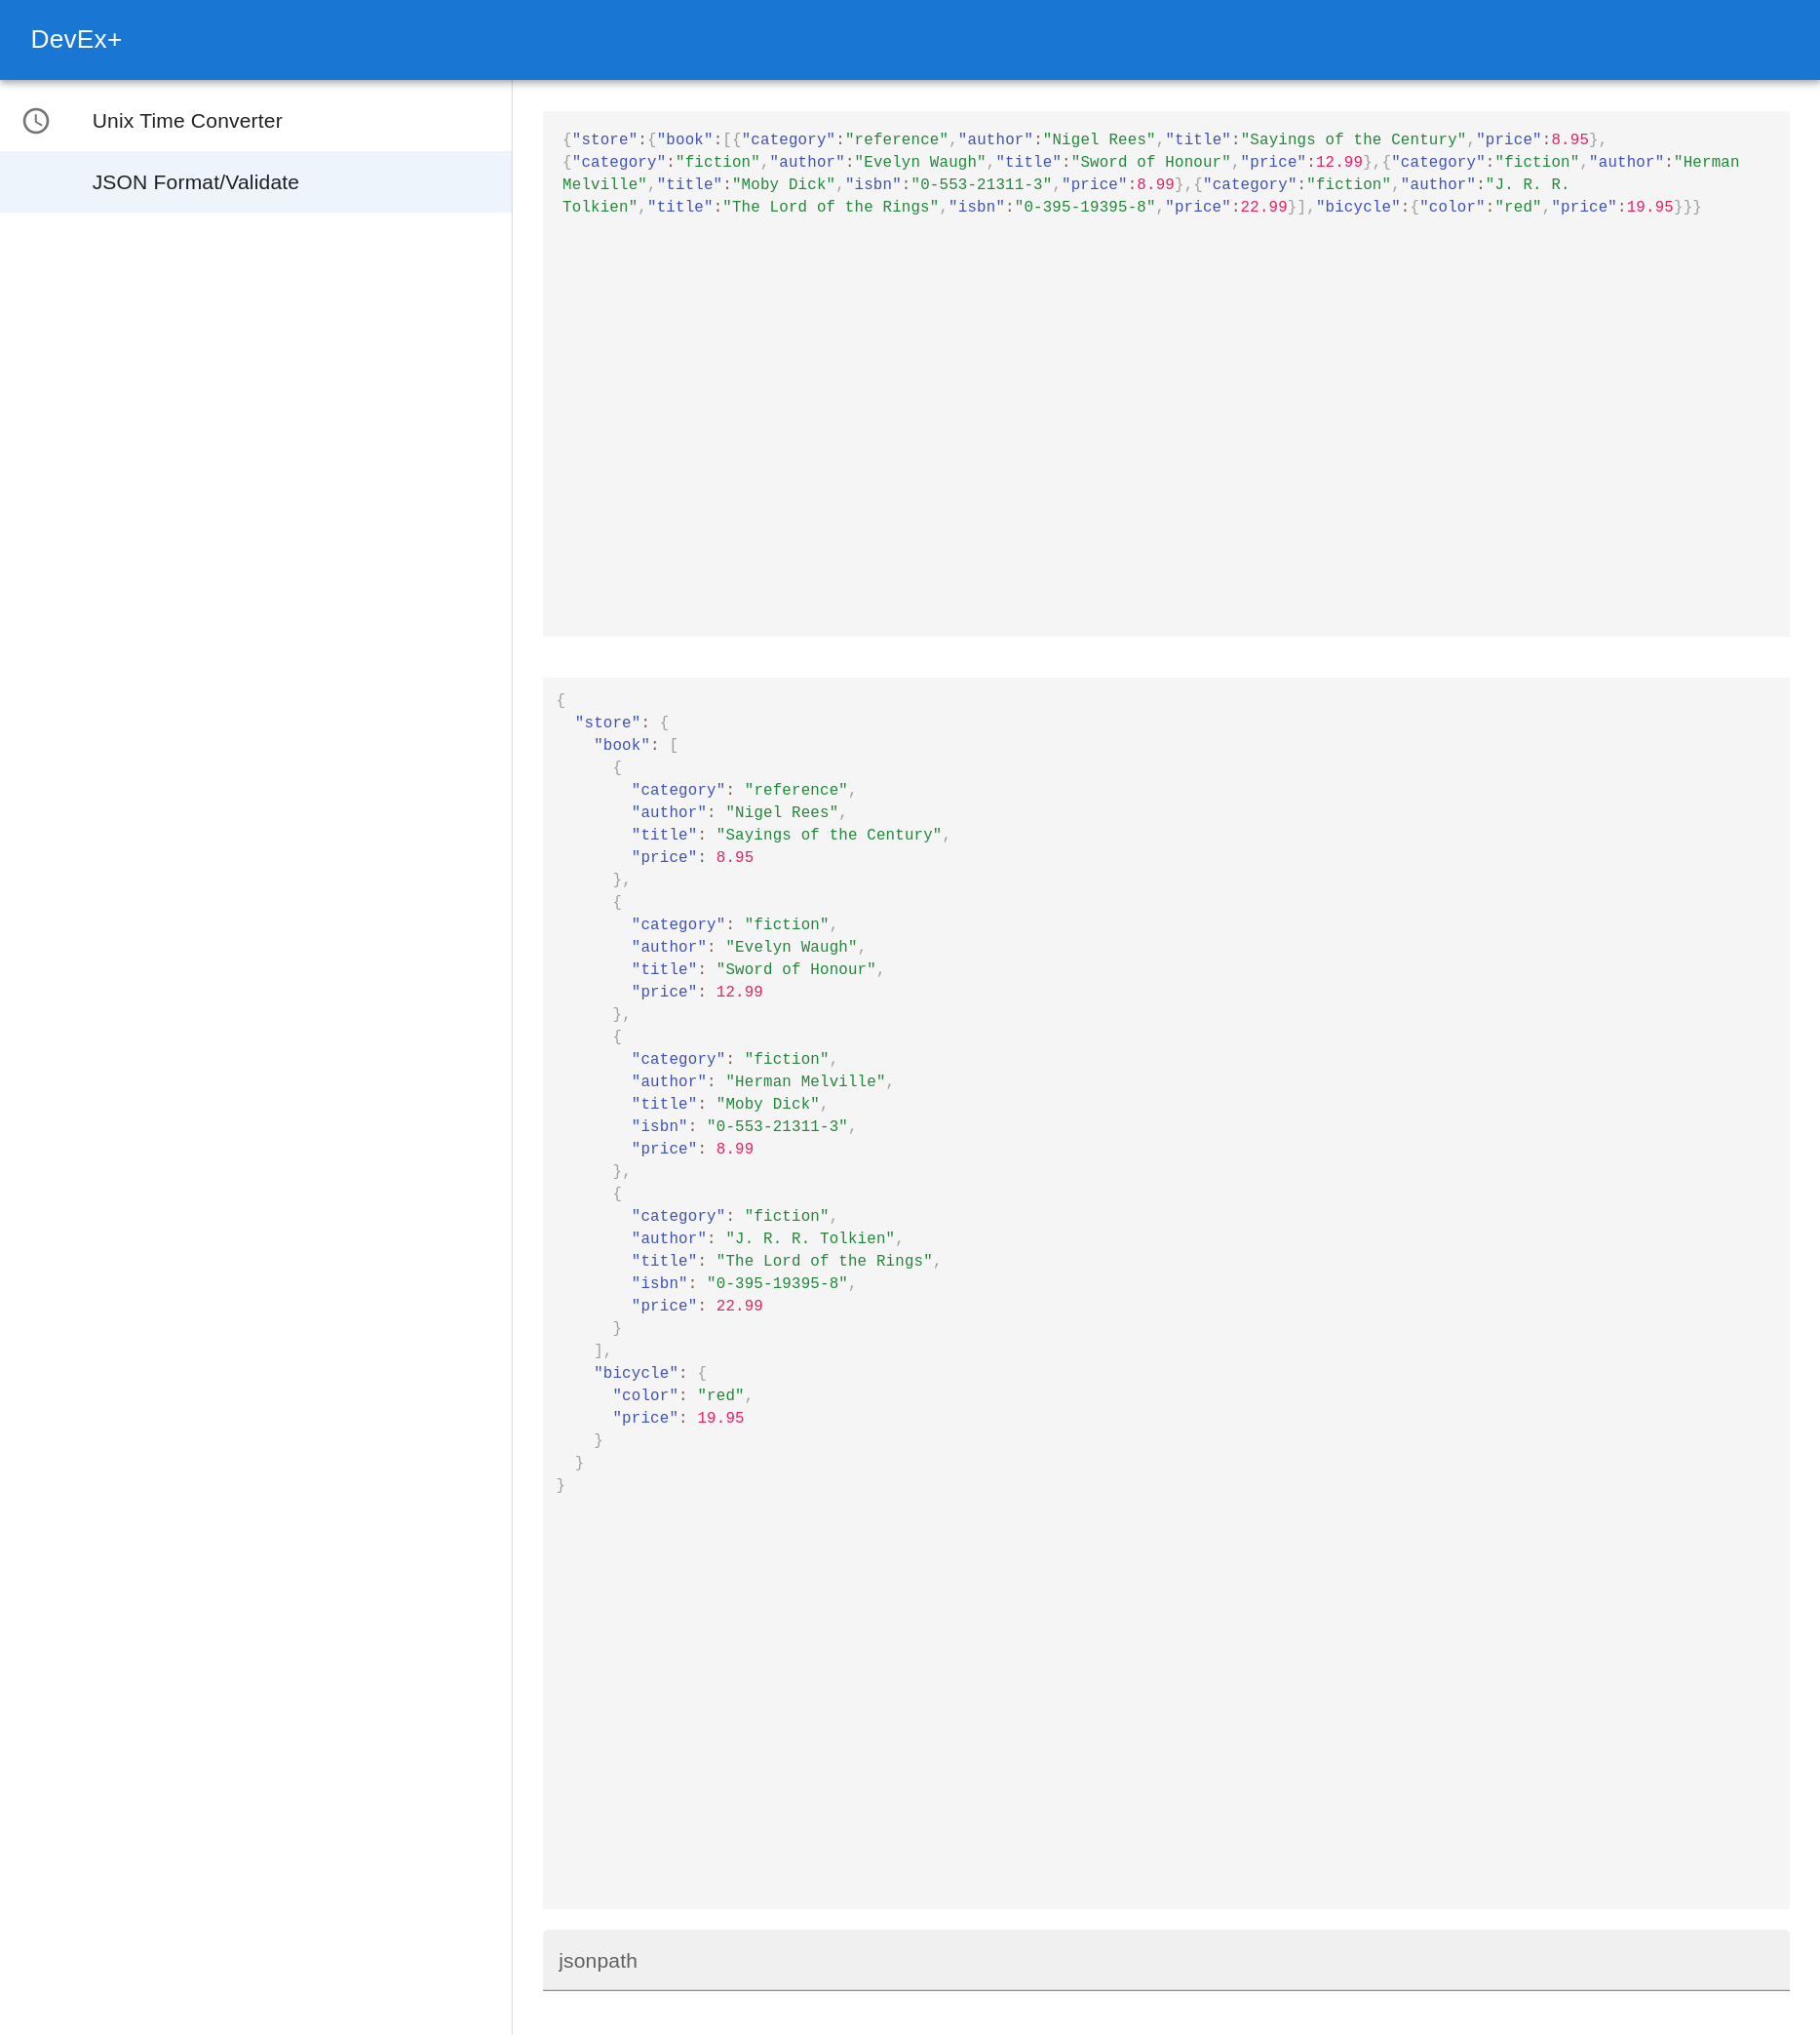 DevEx+
Unix Time Converter
JSON Format/Validate
{"store":{"book":[{"category":"reference","author":"Nigel Rees","title":"Sayings of the Century","price":8.95},
{"category":"fiction","author":"Evelyn Waugh","title":"Sword of Honour","price":12.99},{"category":"fiction","author":"Herman
Melville","title":"Moby Dick","isbn":"0-553-21311-3","price":8.99},{"category":"fiction","author":"J. R. R.
Tolkien","title":"The Lord of the Rings","isbn":"0-395-19395-8","price":22.99}],"bicycle":{"color":"red","price":19.95}}}
{
  "store": {
    "book": [
      {
        "category": "reference",
        "author": "Nigel Rees",
        "title": "Sayings of the Century",
        "price": 8.95
      },
      {
        "category": "fiction",
        "author": "Evelyn Waugh",
        "title": "Sword of Honour",
        "price": 12.99
      },
      {
        "category": "fiction",
        "author": "Herman Melville",
        "title": "Moby Dick",
        "isbn": "0-553-21311-3",
        "price": 8.99
      },
      {
        "category": "fiction",
        "author": "J. R. R. Tolkien",
        "title": "The Lord of the Rings",
        "isbn": "0-395-19395-8",
        "price": 22.99
      }
    ],
    "bicycle": {
      "color": "red",
      "price": 19.95
    }
  }
}
jsonpath